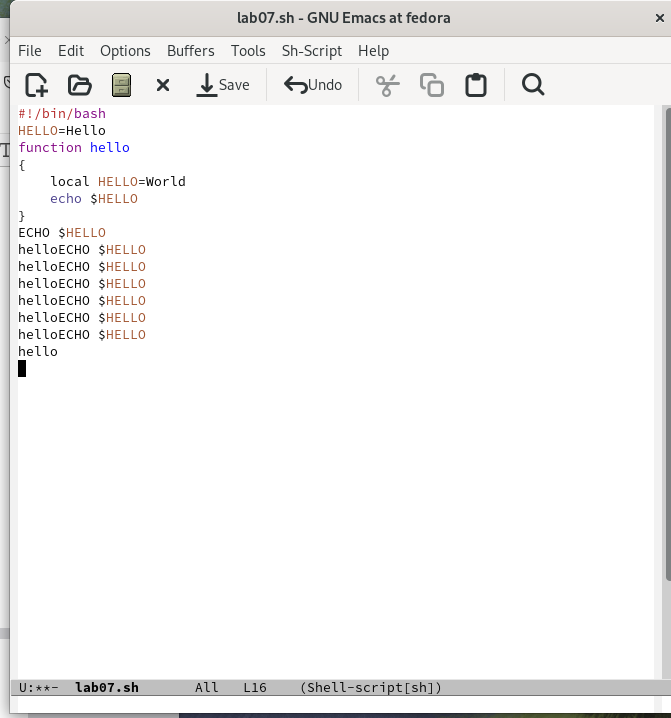 lab07.sh - GNU Emacs at fedora
File Edit Options Buffers Tools Sh-Script Help
Save Undo
#!/bin/bash
HELLO=Hello
function hello
{
    local HELLO=World
    echo $HELLO
}
ECHO $HELLO
helloECHO $HELLO
helloECHO $HELLO
helloECHO $HELLO
helloECHO $HELLO
helloECHO $HELLO
helloECHO $HELLO
hello
U:**- lab07.sh All L16 (Shell-script[sh])